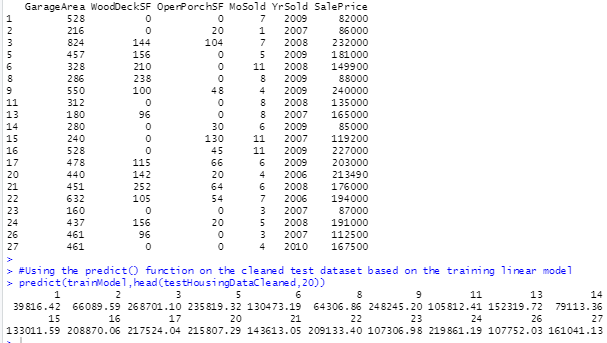 GarageArea WoodDeckSF OpenPorchSF MoSold YrSold SalePrice
1 528 0 0 7 2009 82000
2 216 0 20 1 2007 86000
3 824 144 104 7 2008 232000
5 457 156 0 5 2009 181000
6 328 210 0 11 2008 149900
8 286 238 0 8 2009 88000
9 550 100 48 4 2009 240000
11 312 0 0 8 2008 135000
13 180 96 0 8 2007 165000
14 280 0 30 6 2009 85000
15 240 0 130 11 2007 119200
16 528 0 45 11 2009 227000
17 478 115 66 6 2009 203000
20 440 142 20 4 2006 213490
21 451 252 64 6 2008 176000
22 632 105 54 7 2006 194000
23 160 0 0 3 2007 87000
24 437 156 20 5 2008 191000
26 461 96 0 3 2007 112500
27 461 0 0 4 2010 167500
>
> #Using the predict() function on the cleaned test dataset based on the training linear model
> predict(trainModel,head(testHousingDataCleaned,20))
1 2 3 5 6 8 9 11 13 14
39816.42 66089.59 268701.10 235819.32 130473.19 64306.86 248245.20 105812.41 152319.72 79113.36
15 16 17 20 21 22 23 24 26 27
133011.59 208870.06 217524.04 215807.29 143613.05 209133.40 107306.98 219861.19 107752.03 161041.13
>